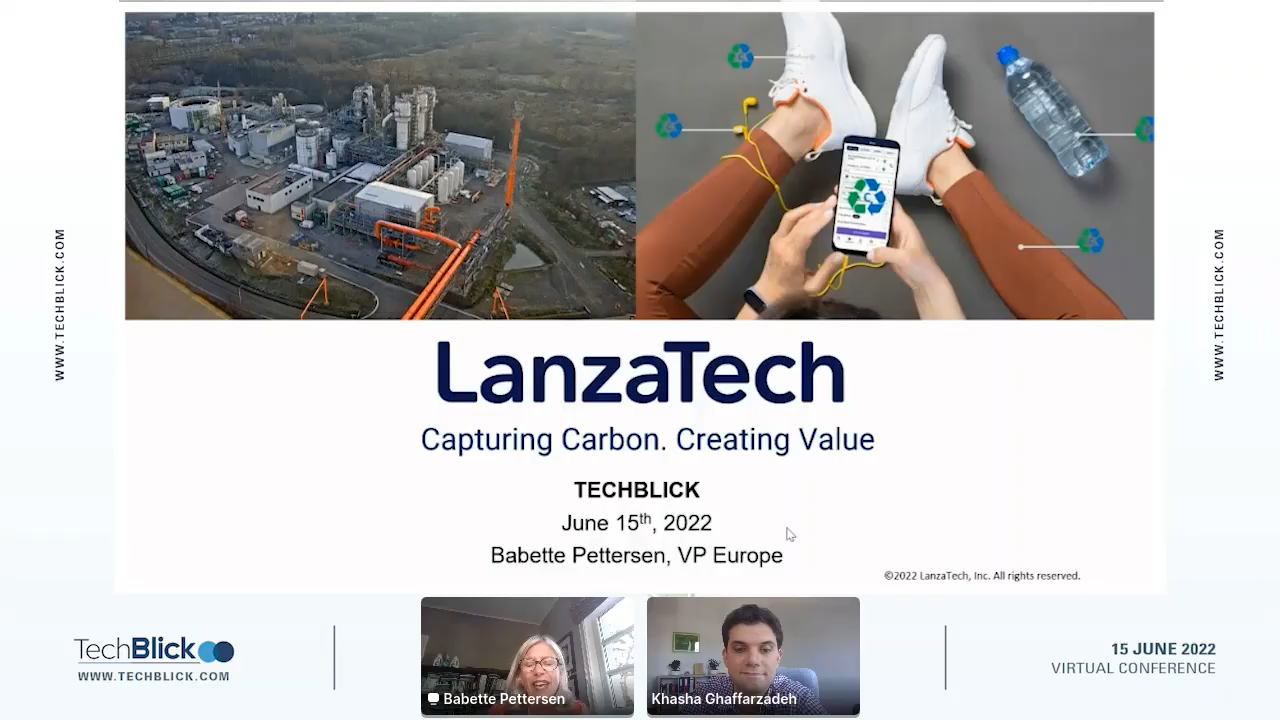 WWW.TECHBLICK.COM
WWW.TECHBLICK.COM
LanzaTech
Capturing Carbon. Creating Value
TECHBLICK
June 15th, 2022
Babette Pettersen, VP Europe
©2022 LanzaTech, Inc. All rights reserved.
TechBlick
WWW.TECHBLICK.COM
Babette Pettersen
Khasha Ghaffarzadeh
15 JUNE 2022
VIRTUAL CONFERENCE